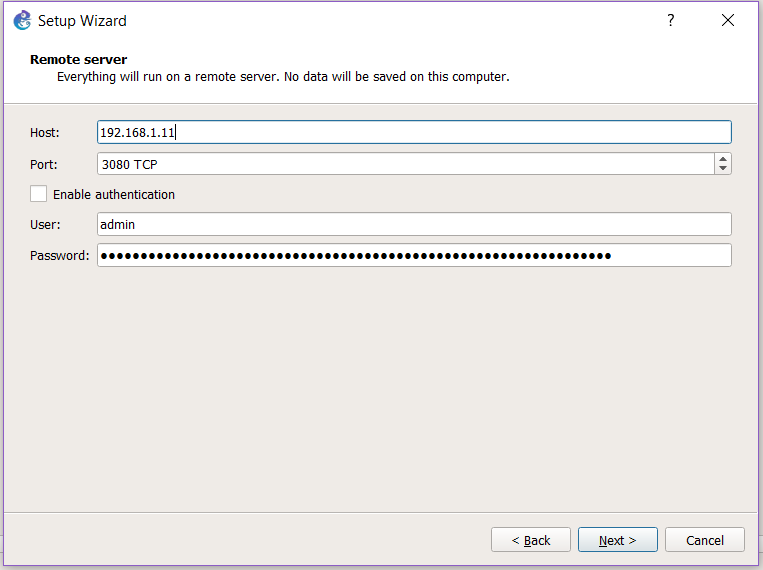 Setup Wizard
?
Remote server
Everything will run on a remote server. No data will be saved on this computer.
Host: 192.168.1.11
Port: 3080 TCP
Enable authentication
User: admin
Password: ●●●●●●●●●●●●●●●●●●●●●●●●●●●●●●●●●●●●●●●●●●●●●●●●●●●●●●●●●●●●●●●●
< Back Next > Cancel